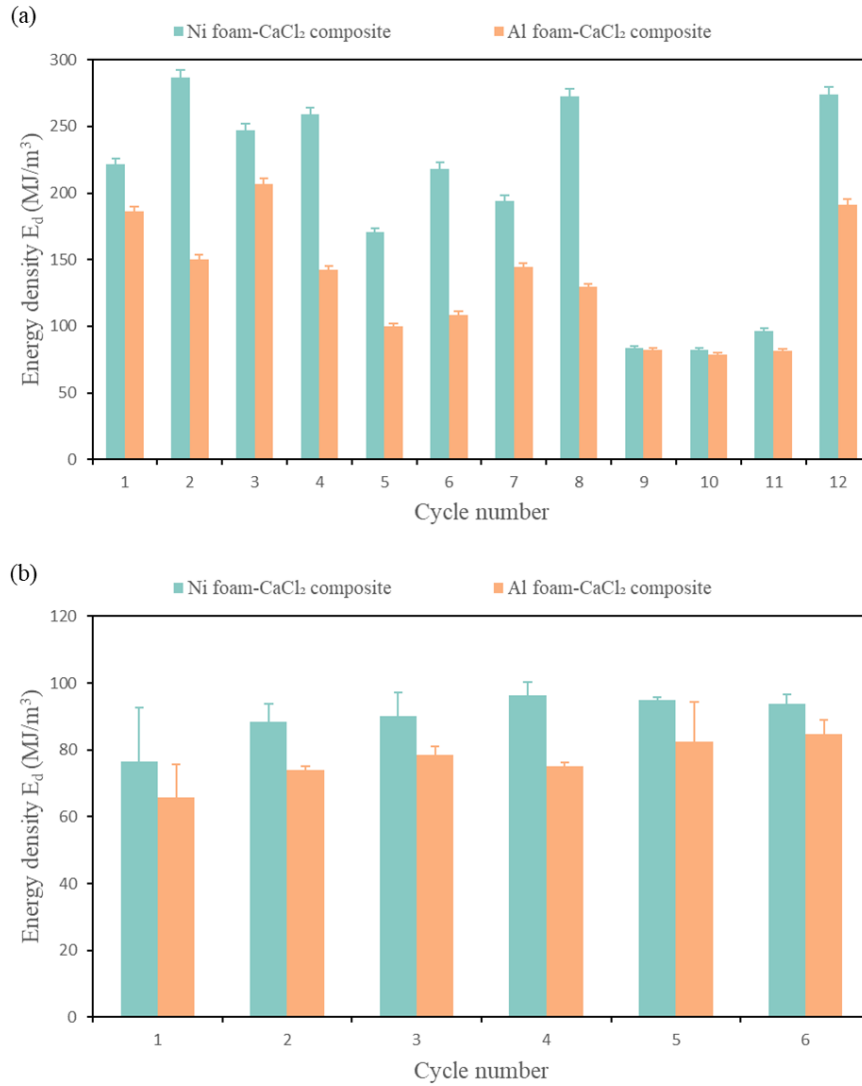 (a)
Ni foam-CaCl₂ composite Al foam-CaCl₂ composite
300
250
200
150
100
50
0
Energy density E_d (MJ/m³)
1 2 3 4 5 6 7 8 9 10 11 12
Cycle number
(b)
Ni foam-CaCl₂ composite Al foam-CaCl₂ composite
120
100
80
60
40
20
0
Energy density E_d (MJ/m³)
1 2 3 4 5 6
Cycle number